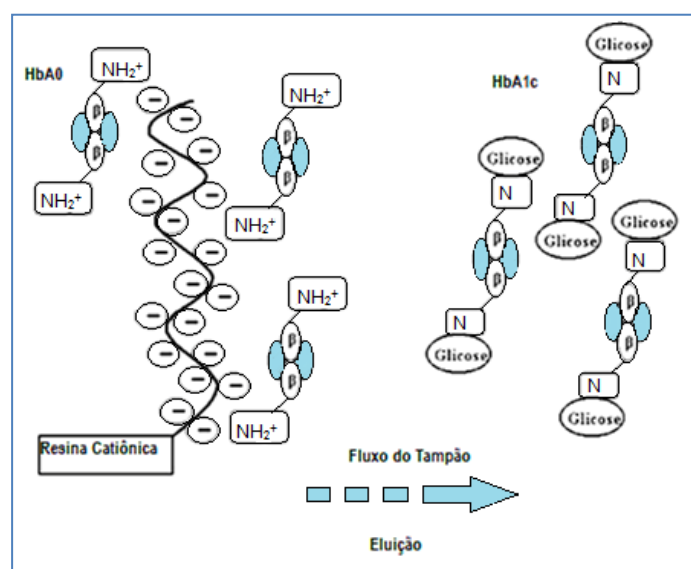 HbA0
NH₂⁺
β
β
NH₂⁺
NH₂⁺
β
β
NH₂⁺
NH₂⁺
β
β
NH₂⁺
Resina Catiônica
HbA1c
Glicose
N
β
β
N
Glicose
Glicose
N
β
β
N
Glicose
Glicose
N
β
β
N
Glicose
Fluxo do Tampão
Eluição